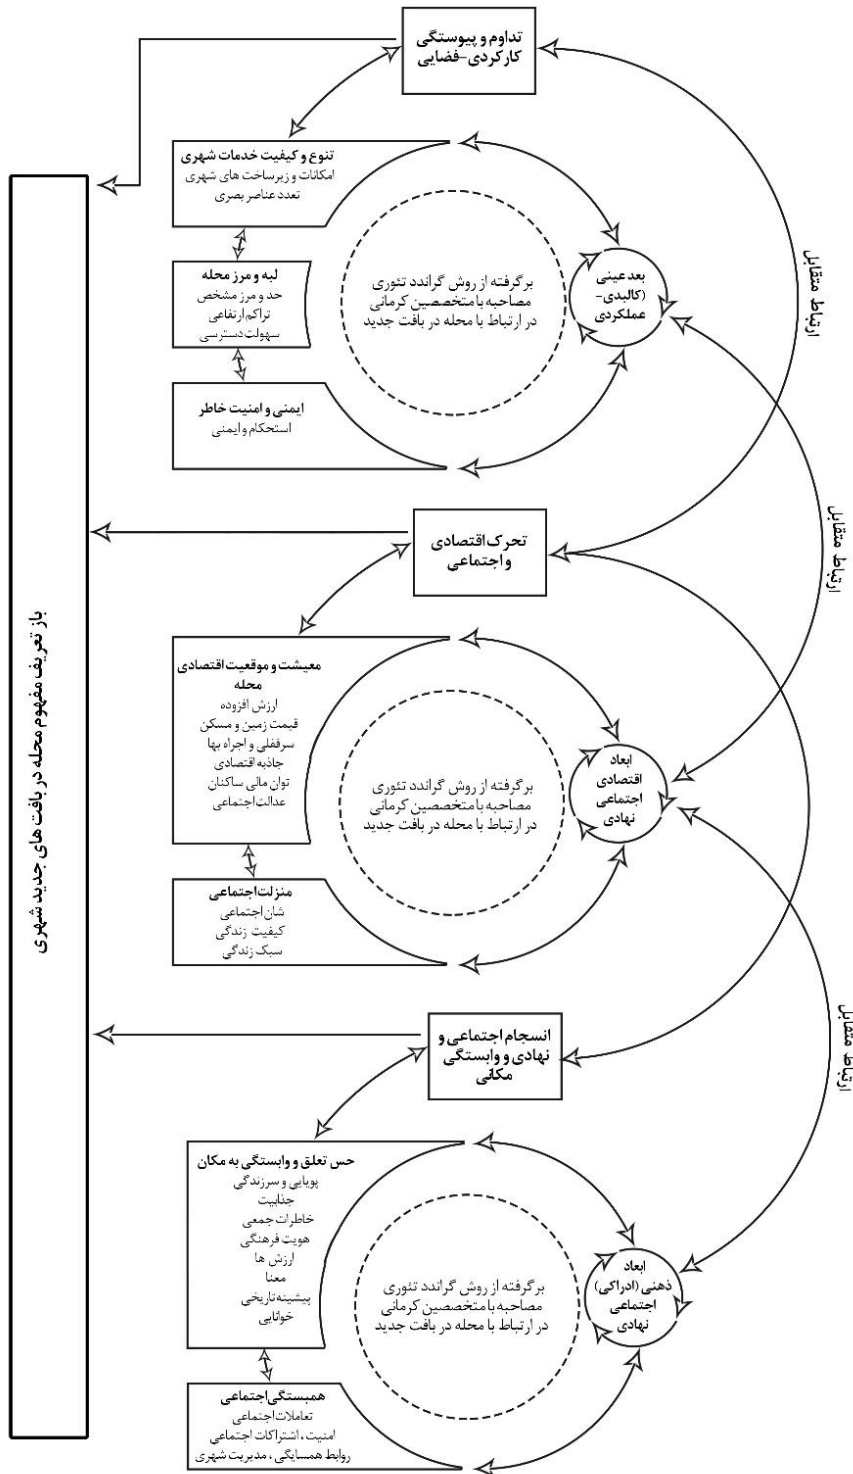 تداوم و پیوستگی
کارکردی-فضایی
تنوع و کیفیت خدمات شهری
امکانات و زیرساخت های شهری
تعدد عناصر بصری
لبه و مرز محله
حد و مرز مشخص
تراکم ارتفاعی
سهولت دسترسی
ایمنی و امنیت خاطر
استحکام و ایمنی
برگرفته از روش گراندد تئوری
مصاحبه با متخصصین کرمانی
در ارتباط با محله در بافت جدید
بعد عینی
(کالبدی-
عملکردی
ارتباط متقابل
تحرک اقتصادی
و اجتماعی
معیشت و موقعیت اقتصادی
محله
ارزش افزوده
قیمت زمین و مسکن
سرقفلی و اجراه بها
جاذبه اقتصادی
توان مالی ساکنان
عدالت اجتماعی
منزلت اجتماعی
شان اجتماعی
کیفیت زندگی
سبک زندگی
برگرفته از روش گراندد تئوری
مصاحبه با متخصصین کرمانی
در ارتباط با محله در بافت جدید
ابعاد
اقتصادی
اجتماعی
نهادی
ارتباط متقابل
انسجام اجتماعی و
نهادی و وابستگی
مکانی
حس تعلق و وابستگی به مکان
پویایی و سرزندگی
جذابیت
خاطرات جمعی
هویت فرهنگی
ارزش ها
معنا
پیشینه تاریخی
خوانایی
همبستگی اجتماعی
تعاملات اجتماعی
امنیت ، اشتراکات اجتماعی
روابط همسایگی ، مدیریت شهری
برگرفته از روش گراندد تئوری
مصاحبه با متخصصین کرمانی
در ارتباط با محله در بافت جدید
ابعاد
ذهنی (ادراکی)
اجتماعی
نهادی
ارتباط متقابل
باز تعریف مفهوم محله در بافت های جدید شهری